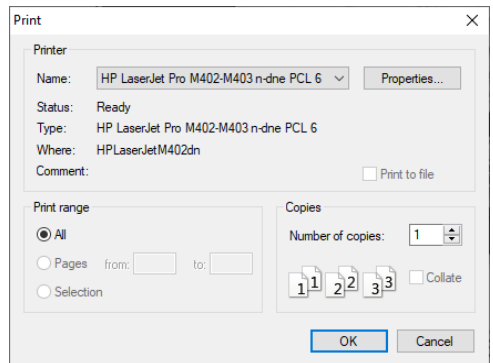 Print
Printer
Name: HP LaserJet Pro M402-M403 n-dne PCL 6 Properties...
Status: Ready
Type: HP LaserJet Pro M402-M403 n-dne PCL 6
Where: HPLaserJetM402dn
Comment: Print to file
Print range
All
Pages from: to:
Selection
Copies
Number of copies: 1
1 1 2 2 3 3 Collate
OK Cancel